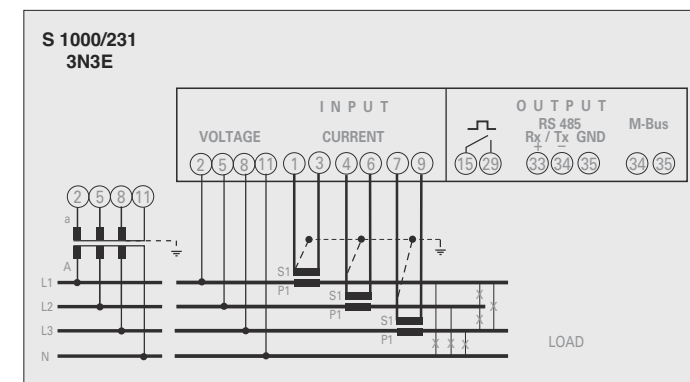 S 1000/231
3N3E
INPUT
OUTPUT
VOLTAGE
CURRENT
RS 485
Rx / Tx GND
+ −
M-Bus
2 5 8 11 1 3 4 6 7 9 15 29 33 34 35 34 35
2 5 8 11
a
A
L1
S1
P1
L2
S1
P1
L3
S1
P1
N
LOAD